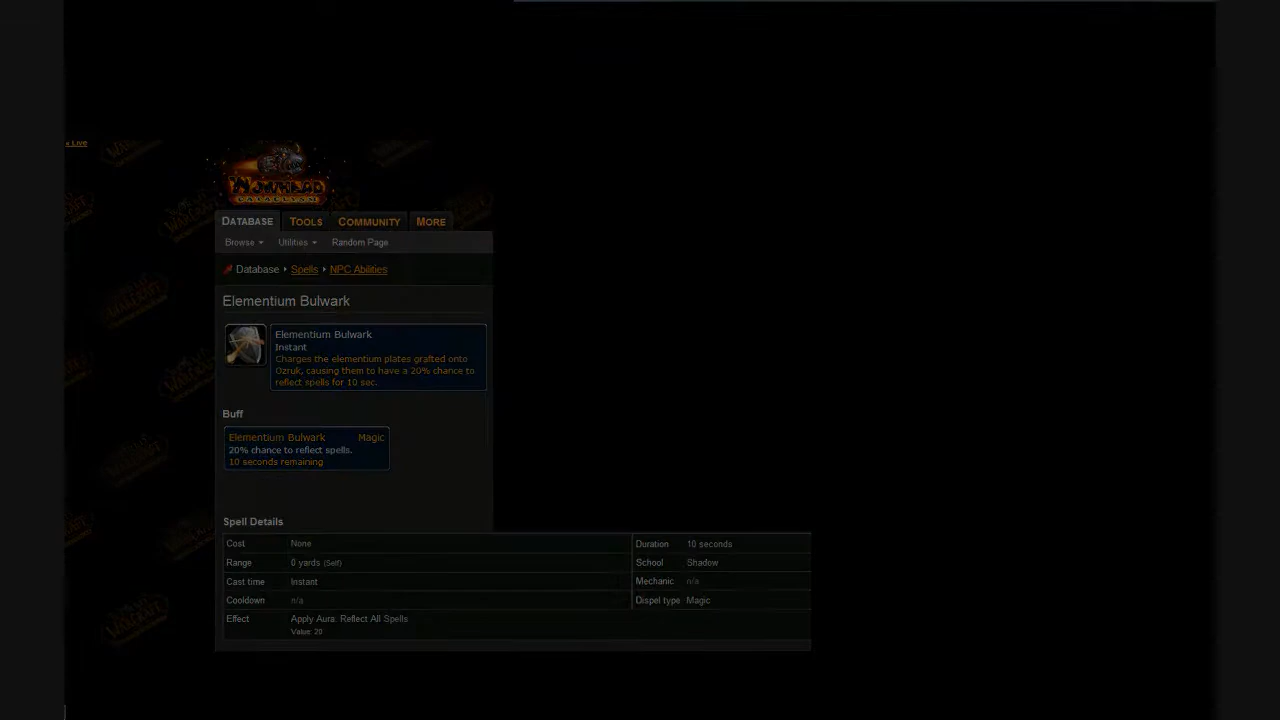 « Live
WOWHEAD
CATACLYSM
DATABASE TOOLS COMMUNITY MORE
Browse Utilities Random Page
Database Spells NPC Abilities
Elementium Bulwark
Elementium Bulwark
Instant
Charges the elementium plates grafted onto
Ozruk, causing them to have a 20% chance to
reflect spells for 10 sec.
Buff
Elementium Bulwark Magic
20% chance to reflect spells.
10 seconds remaining
Spell Details
Cost None Duration 10 seconds
Range 0 yards (Self) School Shadow
Cast time Instant Mechanic n/a
Cooldown n/a Dispel type Magic
Effect Apply Aura: Reflect All Spells
Value: 20